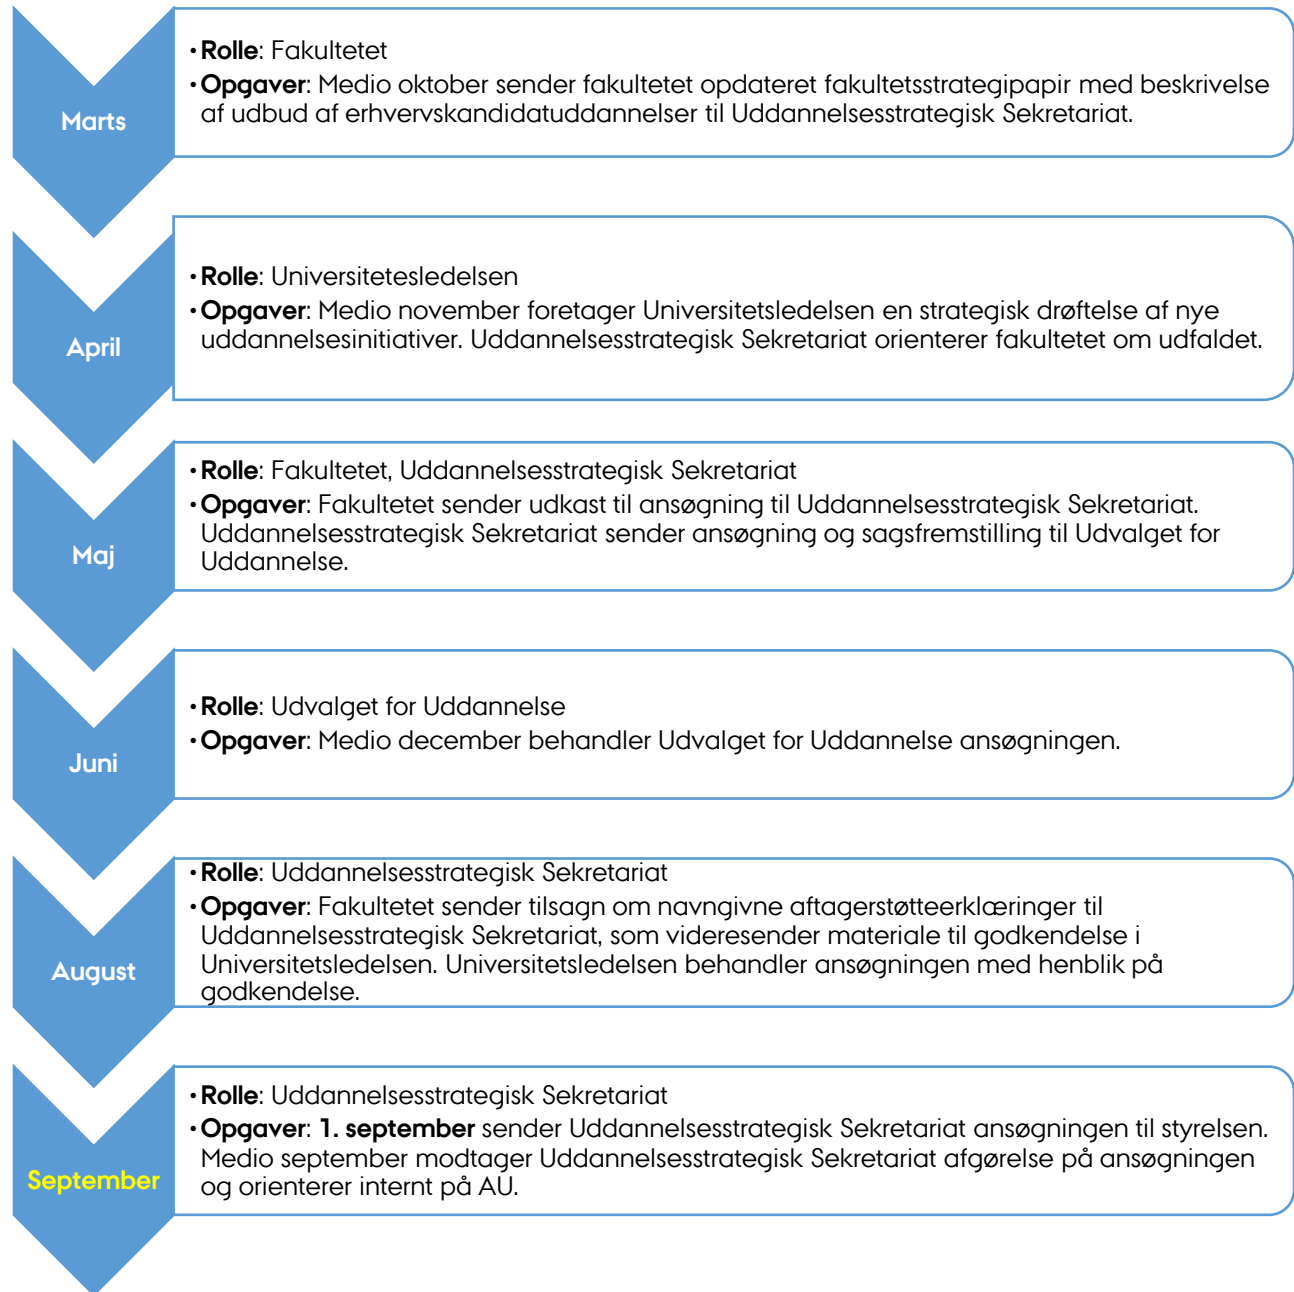 Marts
•Rolle: Fakultetet
•Opgaver: Medio oktober sender fakultetet opdateret fakultetsstrategipapir med beskrivelse
af udbud af erhvervskandidatuddannelser til Uddannelsesstrategisk Sekretariat.
April
•Rolle: Universitetesledelsen
•Opgaver: Medio november foretager Universitetsledelsen en strategisk drøftelse af nye
uddannelsesinitiativer. Uddannelsesstrategisk Sekretariat orienterer fakultetet om udfaldet.
Maj
•Rolle: Fakultetet, Uddannelsesstrategisk Sekretariat
•Opgaver: Fakultetet sender udkast til ansøgning til Uddannelsesstrategisk Sekretariat.
Uddannelsesstrategisk Sekretariat sender ansøgning og sagsfremstilling til Udvalget for
Uddannelse.
Juni
•Rolle: Udvalget for Uddannelse
•Opgaver: Medio december behandler Udvalget for Uddannelse ansøgningen.
August
•Rolle: Uddannelsesstrategisk Sekretariat
•Opgaver: Fakultetet sender tilsagn om navngivne aftagerstøtteerklæringer til
Uddannelsesstrategisk Sekretariat, som videresender materiale til godkendelse i
Universitetsledelsen. Universitetsledelsen behandler ansøgningen med henblik på
godkendelse.
September
•Rolle: Uddannelsesstrategisk Sekretariat
•Opgaver: 1. september sender Uddannelsesstrategisk Sekretariat ansøgningen til styrelsen.
Medio september modtager Uddannelsesstrategisk Sekretariat afgørelse på ansøgningen
og orienterer internt på AU.